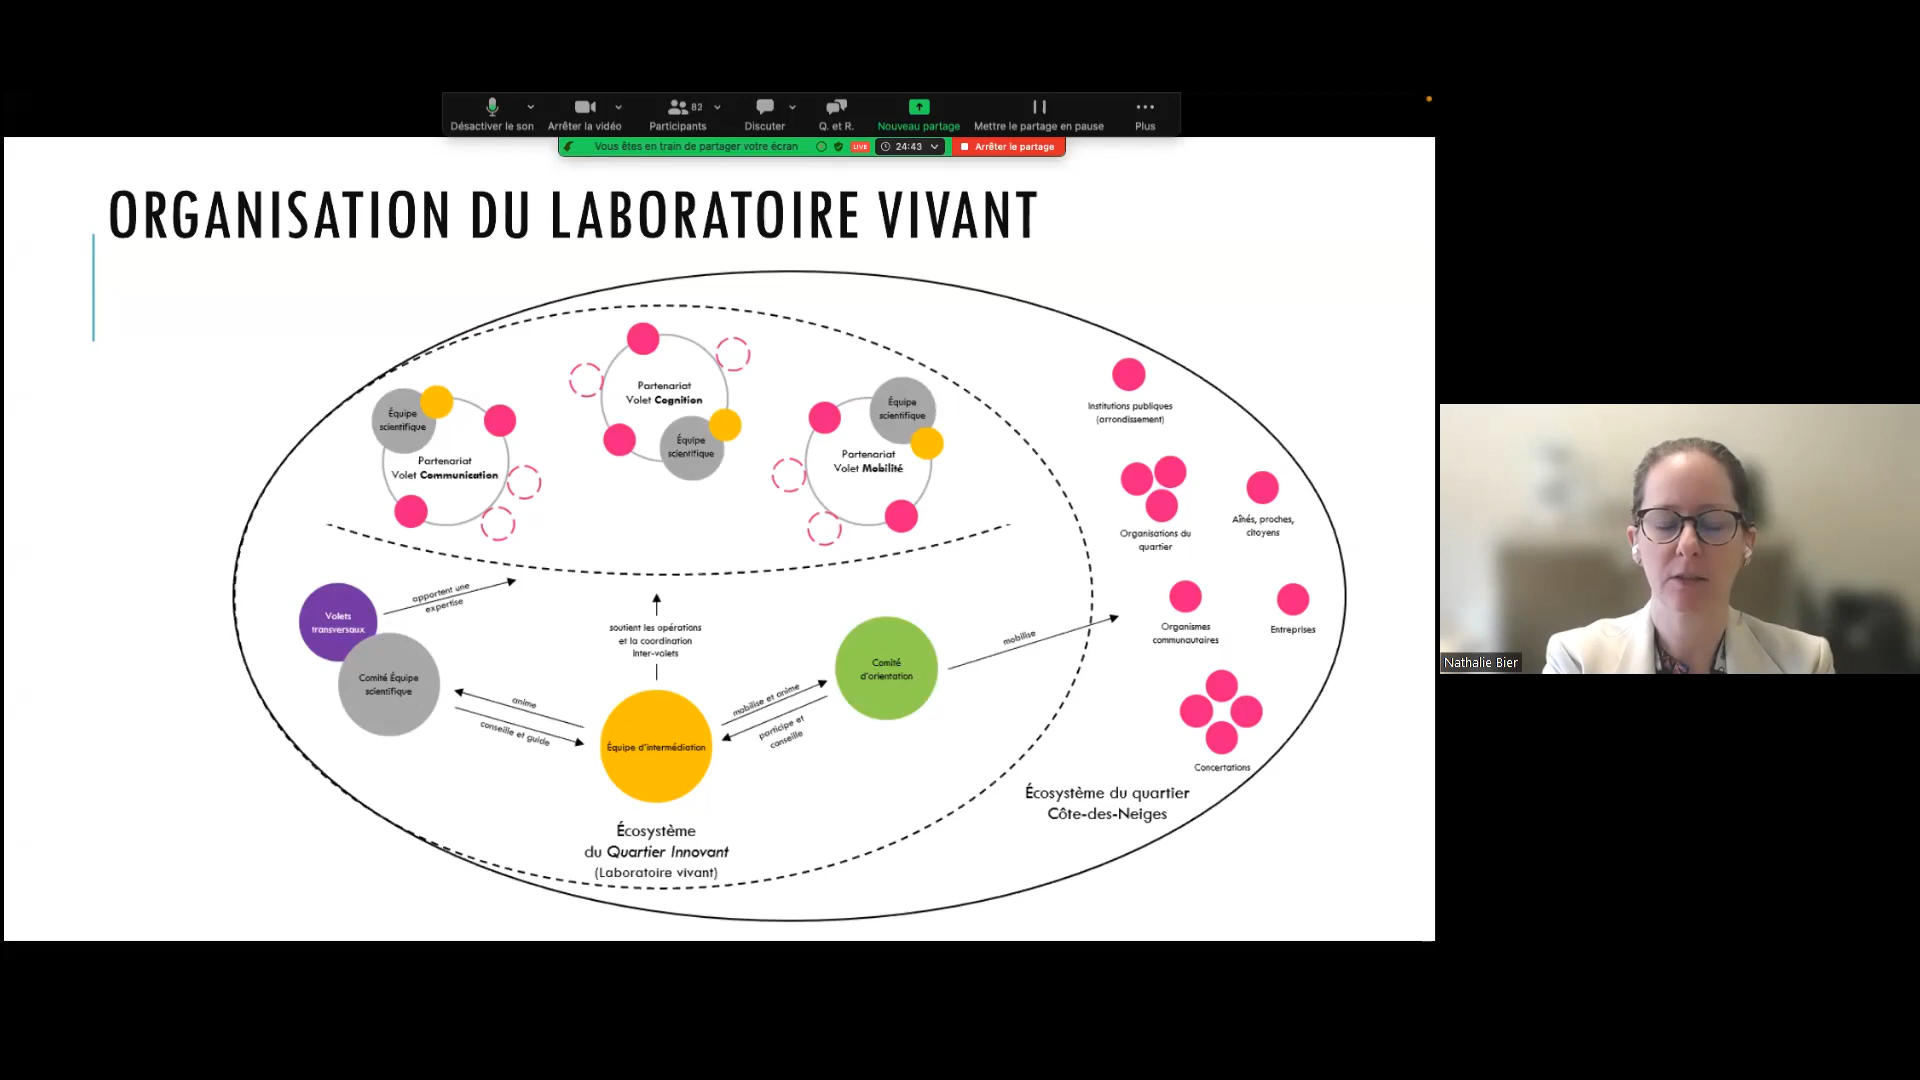 Désactiver le son
Arrêter la vidéo
82
Participants
Discuter
Q. et R.
Nouveau partage
Mettre le partage en pause
Plus
Vous êtes en train de partager votre écran
LIVE
24:43
Arrêter le partage
ORGANISATION DU LABORATOIRE VIVANT
Équipe
scientifique
Partenariat
Volet Communication
Partenariat
Volet Cognition
Équipe
scientifique
Équipe
scientifique
Partenariat
Volet Mobilité
Institutions publiques
(arrondissement)
Organisations du
quartier
Aînés, proches,
citoyens
Organismes
communautaires
Entreprises
Concertations
Volets
transversaux
apportent une
expertise
Comité Équipe
scientifique
soutient les opérations
et la coordination
inter-volets
anime
conseille et guide
Équipe d'intermédiation
mobilise et anime
participe et
conseille
Comité
d'orientation
mobilise
Écosystème
du Quartier Innovant
(Laboratoire vivant)
Écosystème du quartier
Côte-des-Neiges
Nathalie Bier